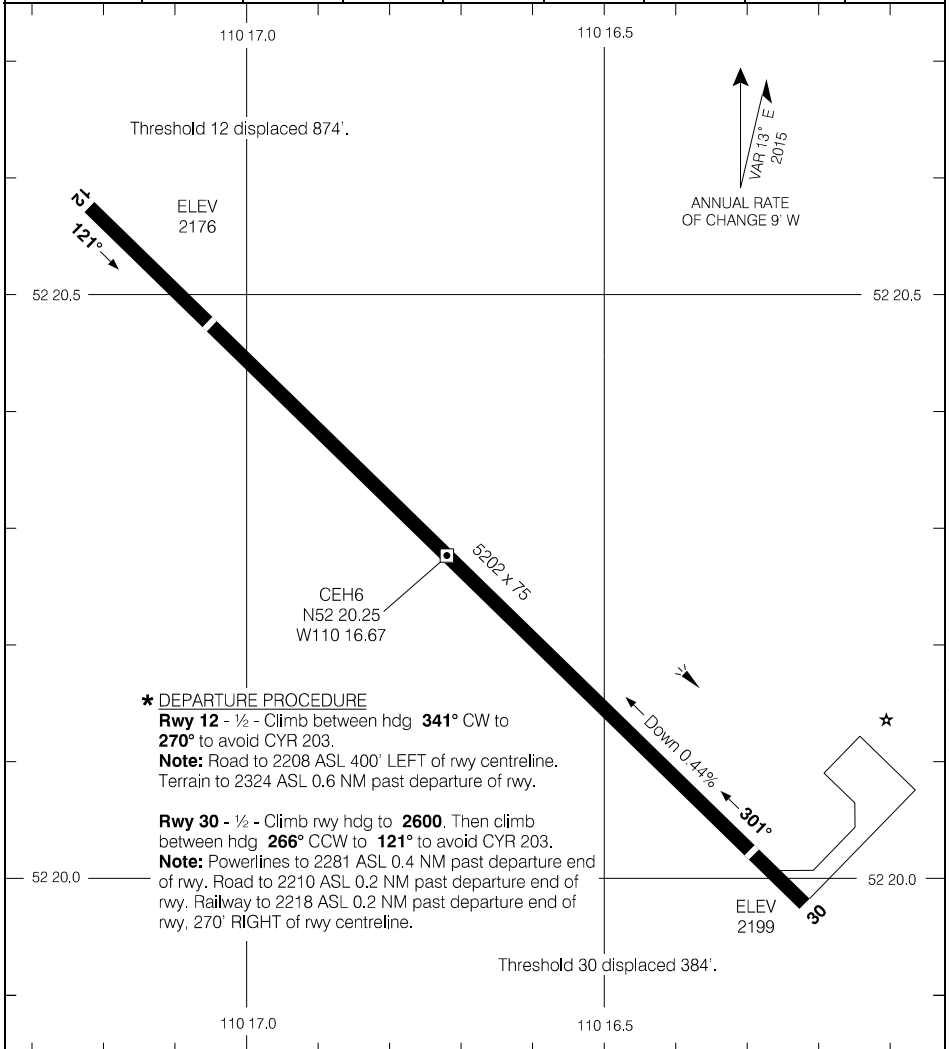 110 17.0
110 16.5
Threshold 12 displaced 874'.
VAR 13° E
2015
ANNUAL RATE
OF CHANGE 9' W
12
121°
ELEV
2176
52 20.5
52 20.5
5202 x 75
CEH6
N52 20.25
W110 16.67
* DEPARTURE PROCEDURE
Rwy 12 - ½ - Climb between hdg 341° CW to
270° to avoid CYR 203.
Note: Road to 2208 ASL 400' LEFT of rwy centreline.
Terrain to 2324 ASL 0.6 NM past departure of rwy.
Rwy 30 - ½ - Climb rwy hdg to 2600. Then climb
between hdg 266° CCW to 121° to avoid CYR 203.
Note: Powerlines to 2281 ASL 0.4 NM past departure end
of rwy. Road to 2210 ASL 0.2 NM past departure end of
rwy. Railway to 2218 ASL 0.2 NM past departure end of
rwy, 270' RIGHT of rwy centreline.
Down 0.44%
301°
52 20.0
52 20.0
ELEV
2199
30
Threshold 30 displaced 384'.
110 17.0
110 16.5